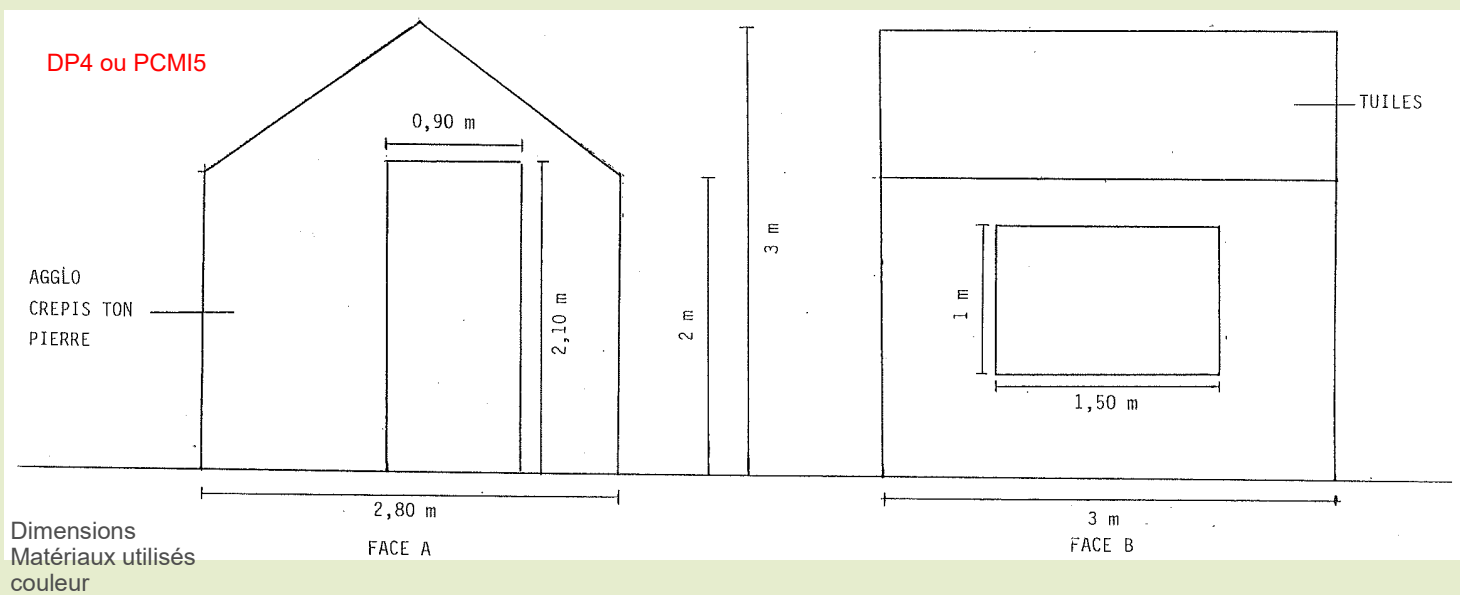 DP4 ou PCMI5
0,90 m
TUILES
3 m
AGGLO
CREPIS TON
PIERRE
2,10 m
2 m
1 m
1,50 m
2,80 m
3 m
FACE A
FACE B
Dimensions
Matériaux utilisés
couleur